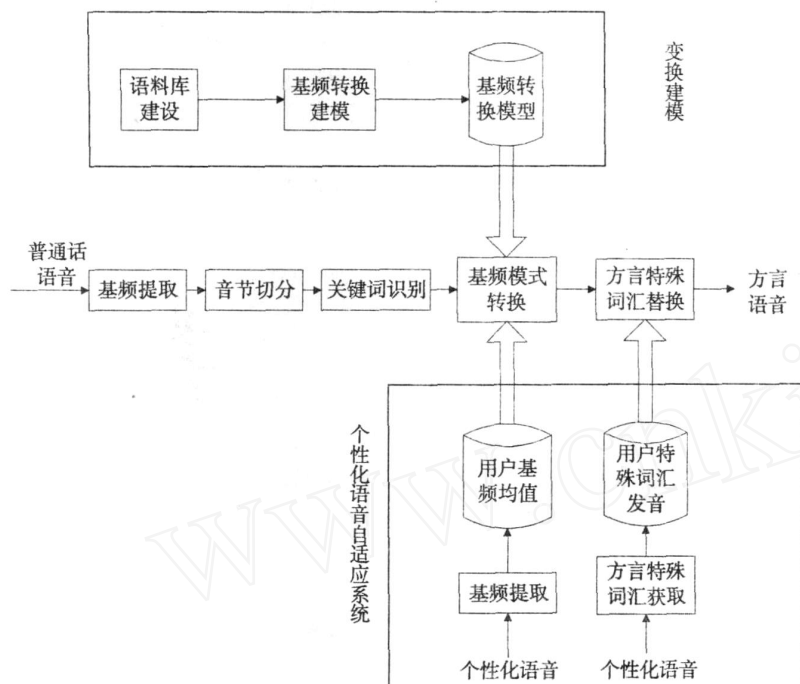 语料库
建设
基频转换
建模
基频转
换模型
变换建模
普通话
语音
基频提取
音节切分
关键词识别
基频模式
转换
方言特殊
词汇替换
方言
语音
个性化语音自适应系统
用户基
频均值
用户特
殊词汇
发音
基频提取
方言特殊
词汇获取
个性化语音
个性化语音
www.cnki